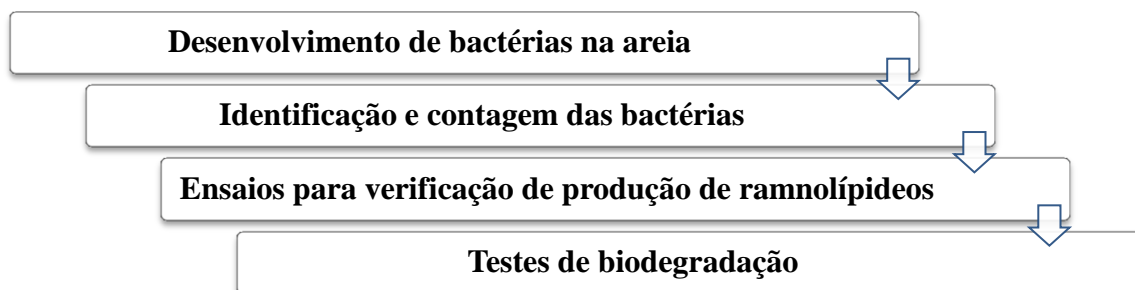 Desenvolvimento de bactérias na areia
Identificação e contagem das bactérias
Ensaios para verificação de produção de ramnolípideos
Testes de biodegradação